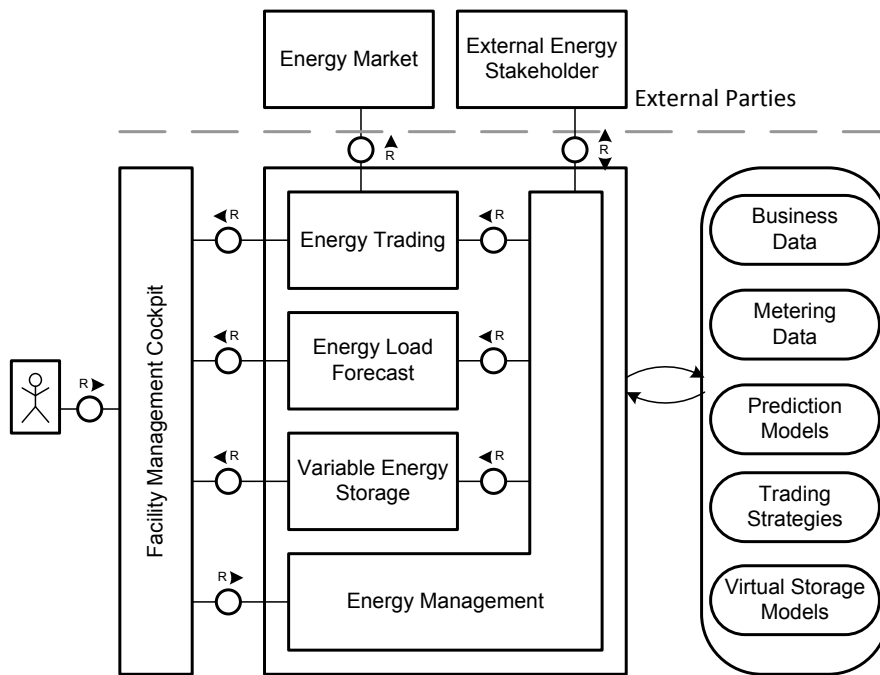 Energy Market
External Energy
Stakeholder
External Parties
R
R
Facility Management Cockpit
R
Energy Trading
R
Business
Data
R
Energy Load
Forecast
R
Metering
Data
R
Prediction
Models
R
Variable Energy
Storage
R
Trading
Strategies
R
Energy Management
Virtual Storage
Models